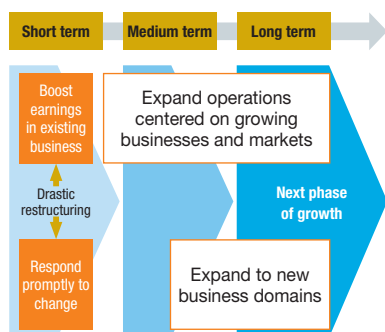 Short term
Medium term
Long term
Boost
earnings
in existing
business
Expand operations
centered on growing
businesses and markets
Drastic
restructuring
Next phase
of growth
Respond
promptly to
change
Expand to new
business domains